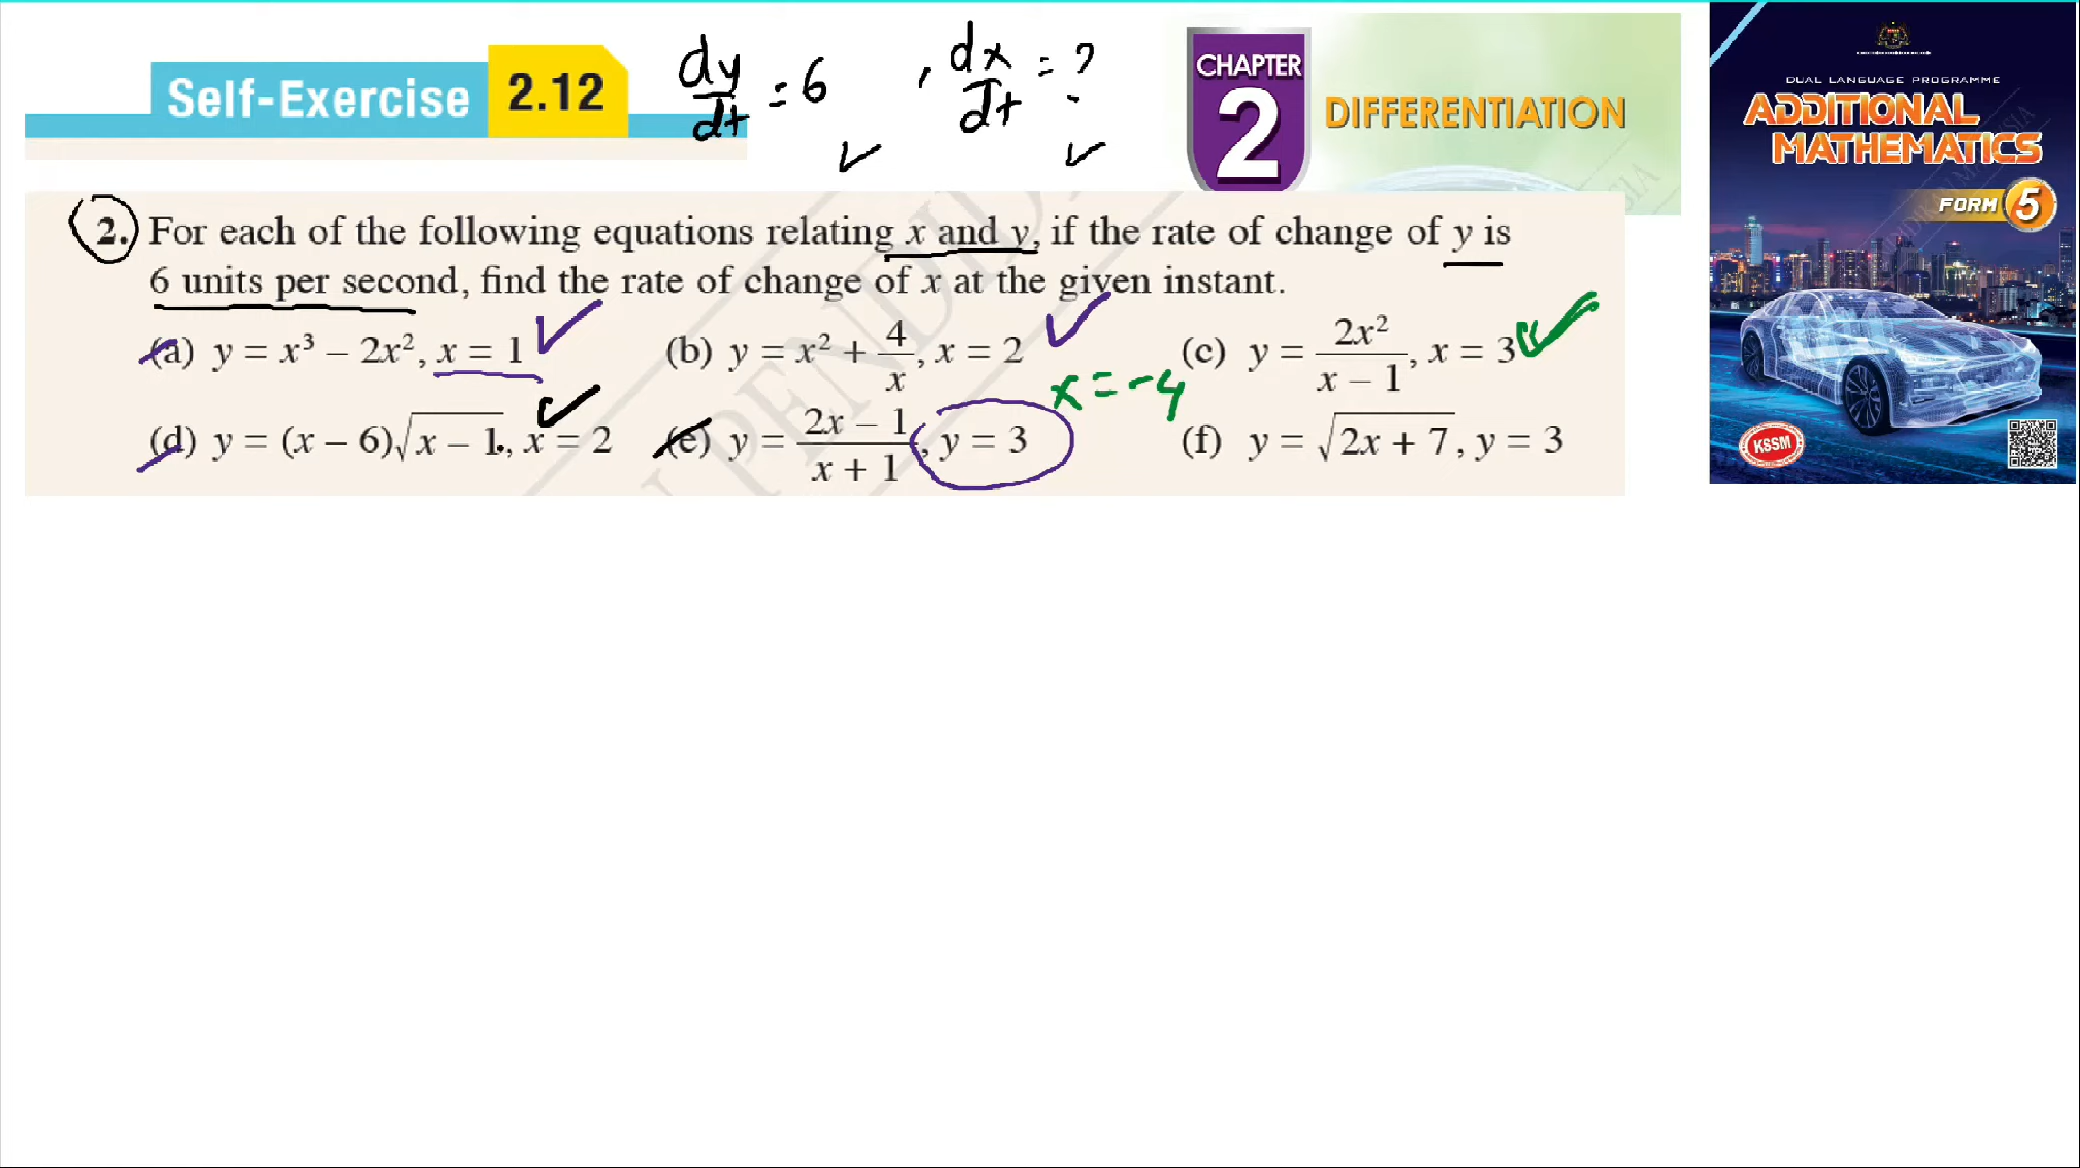 Self-Exercise 2.12
dy/dt = 6 , dx/dt = ?
CHAPTER 2 DIFFERENTIATION
DUAL LANGUAGE PROGRAMME
ADDITIONAL
MATHEMATICS
FORM 5
KSSM
2. For each of the following equations relating x and y, if the rate of change of y is
6 units per second, find the rate of change of x at the given instant.
(a) y = x³ – 2x², x = 1 (b) y = x² + 4/x, x = 2 (c) y = 2x²/(x – 1), x = 3
x = -4
(d) y = (x – 6)√(x – 1), x = 2 (e) y = (2x – 1)/(x + 1), y = 3 (f) y = √(2x + 7), y = 3